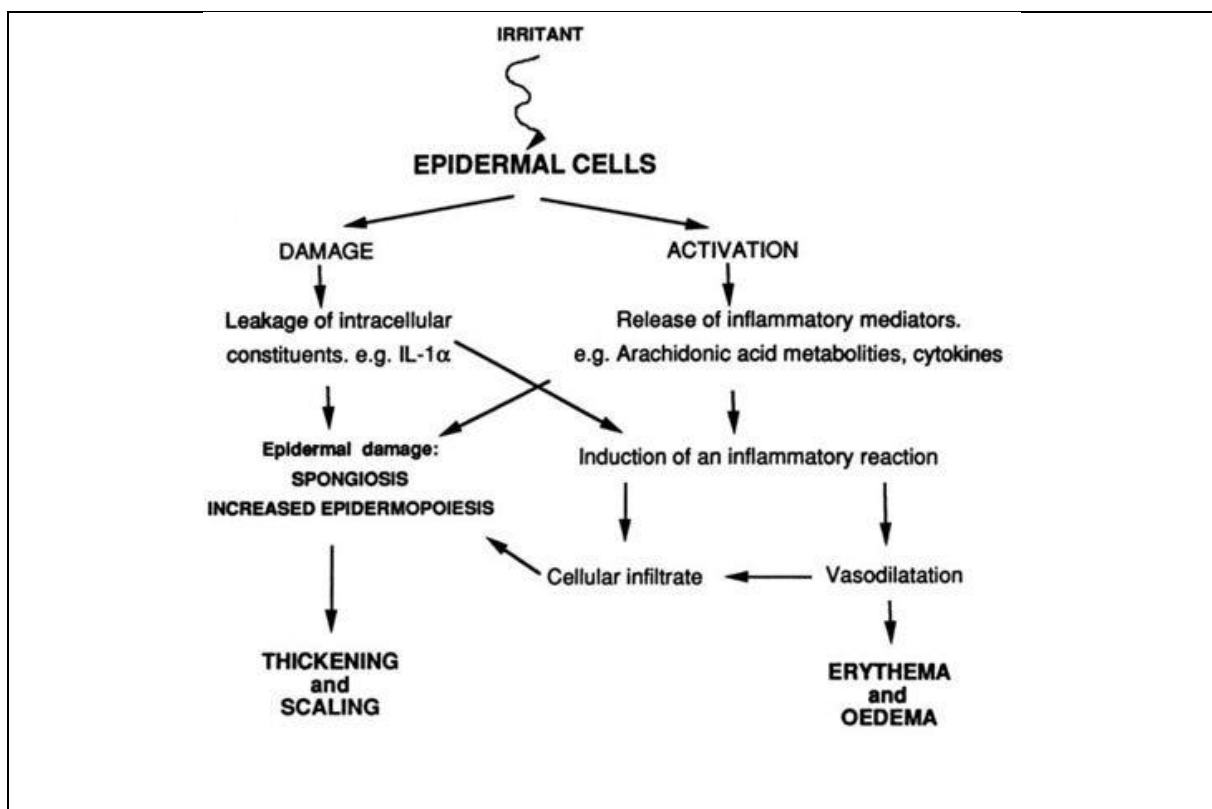 IRRITANT
EPIDERMAL CELLS
DAMAGE
ACTIVATION
Leakage of intracellular
constituents. e.g. IL-1α
Release of inflammatory mediators.
e.g. Arachidonic acid metabolities, cytokines
Epidermal damage:
SPONGIOSIS
INCREASED EPIDERMOPOIESIS
Induction of an inflammatory reaction
Cellular infiltrate
Vasodilatation
THICKENING
and
SCALING
ERYTHEMA
and
OEDEMA